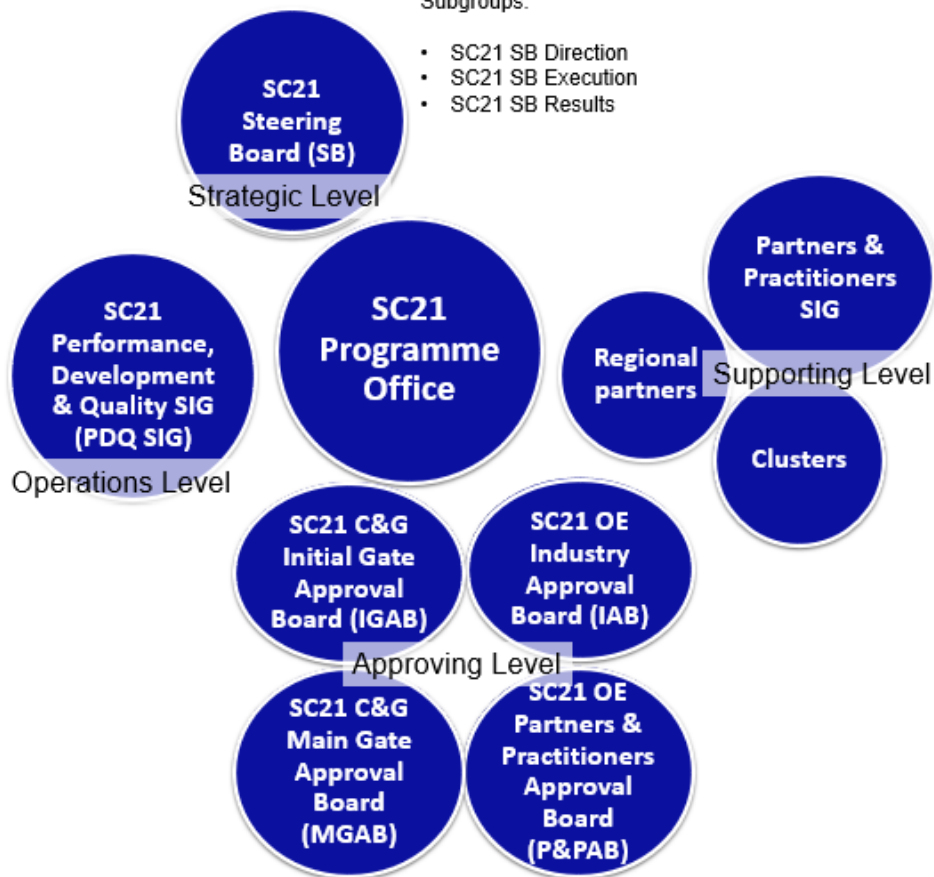 Subgroups:
• SC21 SB Direction
• SC21 SB Execution
• SC21 SB Results
SC21
Steering
Board (SB)
Strategic Level
SC21
Programme
Office
SC21
Performance,
Development
& Quality SIG
(PDQ SIG)
Operations Level
Partners &
Practitioners
SIG
Regional
partners
Supporting Level
Clusters
SC21 C&G
Initial Gate
Approval
Board (IGAB)
SC21 OE
Industry
Approval
Board (IAB)
Approving Level
SC21 C&G
Main Gate
Approval
Board
(MGAB)
SC21 OE
Partners &
Practitioners
Approval
Board
(P&PAB)